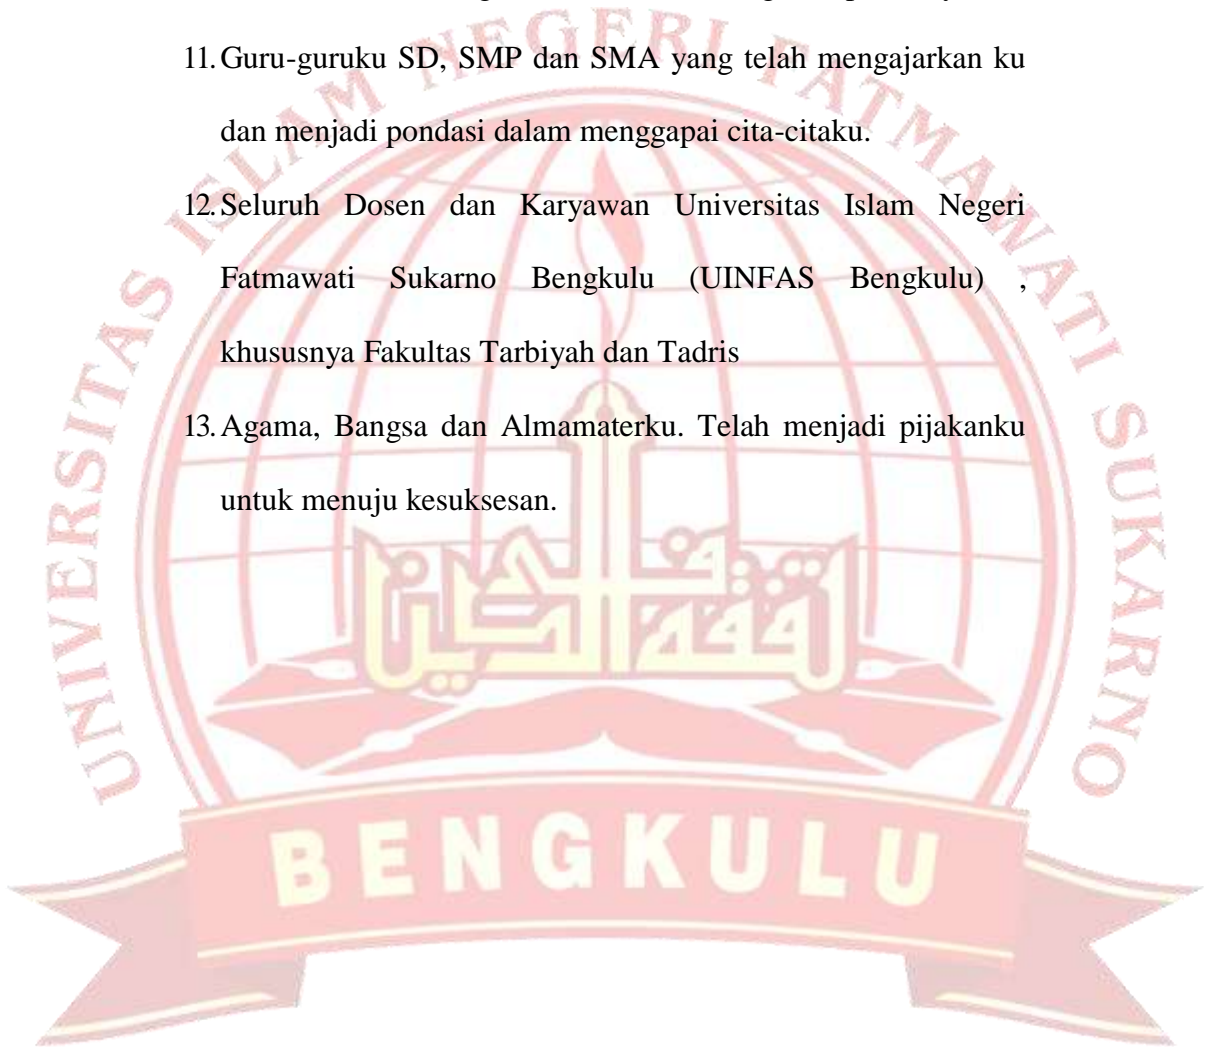 11. Guru-guruku SD, SMP dan SMA yang telah mengajarkan ku
dan menjadi pondasi dalam menggapai cita-citaku.
12. Seluruh Dosen dan Karyawan Universitas Islam Negeri
Fatmawati Sukarno Bengkulu (UINFAS Bengkulu) ,
khususnya Fakultas Tarbiyah dan Tadris
13. Agama, Bangsa dan Almamaterku. Telah menjadi pijakanku
untuk menuju kesuksesan.
UNIVERSITAS ISLAM NEGERI FATMAWATI SUKARNO
BENGKULU